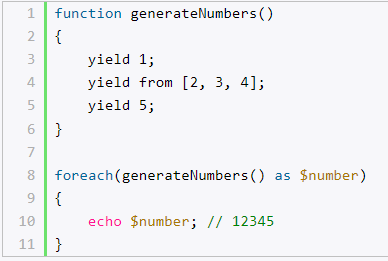 1 function generateNumbers()
2 {
3     yield 1;
4     yield from [2, 3, 4];
5     yield 5;
6 }
7
8 foreach(generateNumbers() as $number)
9 {
10     echo $number; // 12345
11 }